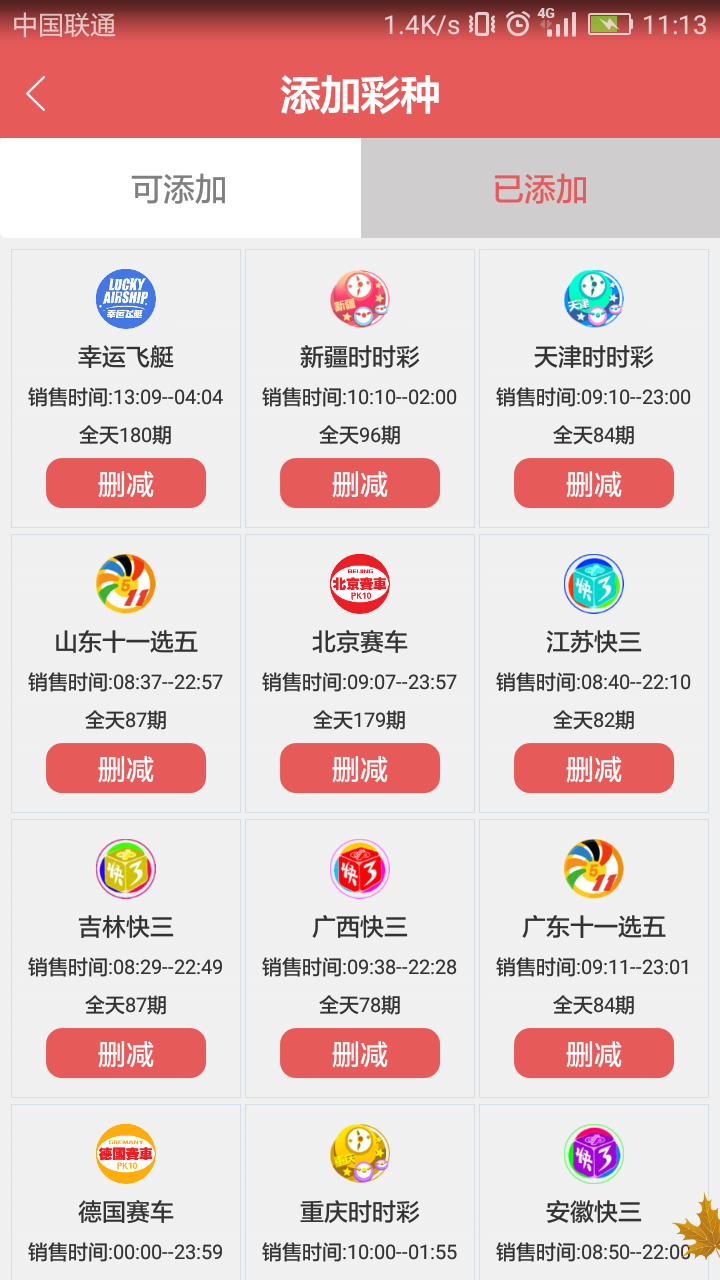 中国联通 1.4K/s 4G 11:13
添加彩种
可添加 已添加
LUCKY AIRSHIP 幸运飞艇 新疆 天津
幸运飞艇 新疆时时彩 天津时时彩
销售时间:13:09--04:04 销售时间:10:10--02:00 销售时间:09:10--23:00
全天180期 全天96期 全天84期
删减 删减 删减
5 11 BEIJING 北京賽車 PK10 快3
山东十一选五 北京赛车 江苏快三
销售时间:08:37--22:57 销售时间:09:07--23:57 销售时间:08:40--22:10
全天87期 全天179期 全天82期
删减 删减 删减
快3 快3 5 11
吉林快三 广西快三 广东十一选五
销售时间:08:29--22:49 销售时间:09:38--22:28 销售时间:09:11--23:01
全天87期 全天78期 全天84期
删减 删减 删减
德國賽車 PK10 快3
德国赛车 重庆时时彩 安徽快三
销售时间:00:00--23:59 销售时间:10:00--01:55 销售时间:08:50--22:00